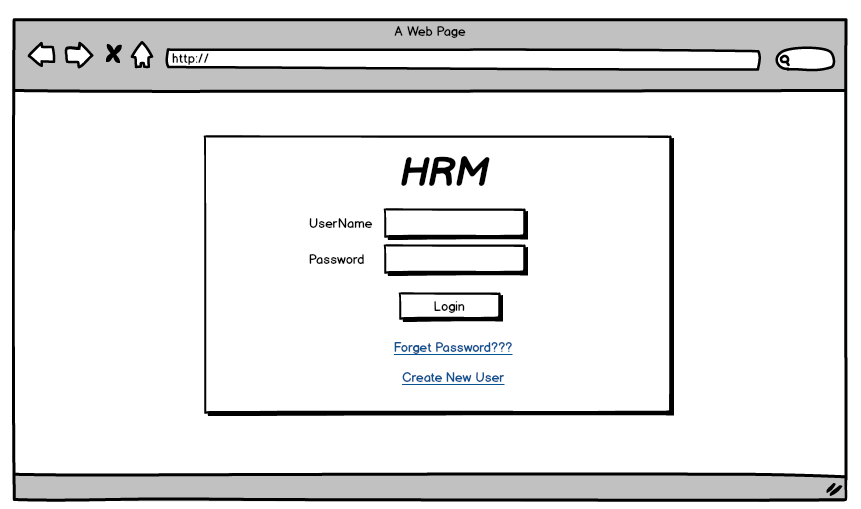 A Web Page
http://
HRM
UserName
Password
Login
Forget Password???
Create New User